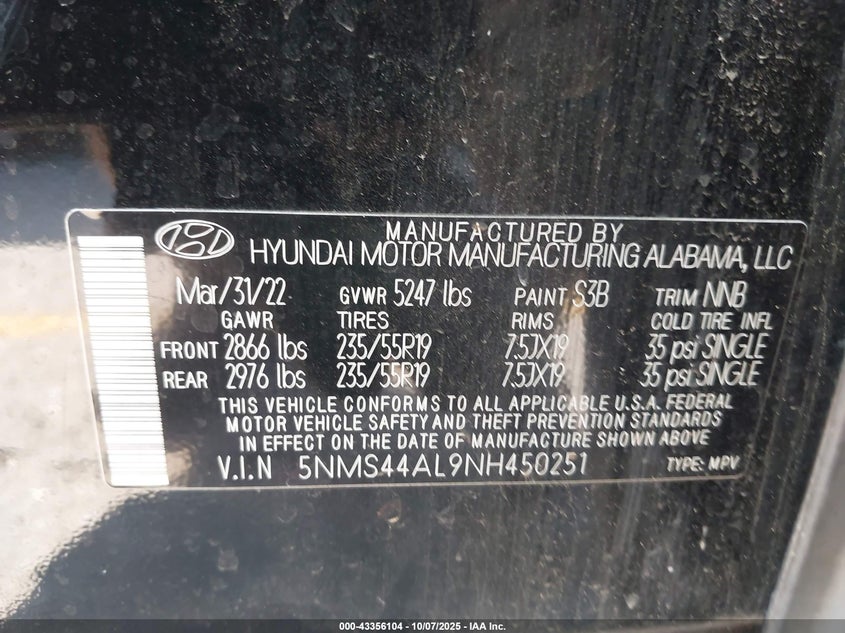 MANUFACTURED BY
HYUNDAI MOTOR MANUFACTURING ALABAMA, LLC
Mar/31/22 GVWR 5247 lbs PAINT S3B TRIM NNB
GAWR TIRES RIMS COLD TIRE INFL
FRONT 2866 lbs 235/55R19 7.5JX19 35 psi SINGLE
REAR 2976 lbs 235/55R19 7.5JX19 35 psi SINGLE
THIS VEHICLE CONFORMS TO ALL APPLICABLE U.S.A. FEDERAL
MOTOR VEHICLE SAFETY AND THEFT PREVENTION STANDARDS
IN EFFECT ON THE DATE OF MANUFACTURE SHOWN ABOVE
V.I.N 5NMS44AL9NH450251 TYPE: MPV
000-43356104 - 10/07/2025 - IAA Inc.